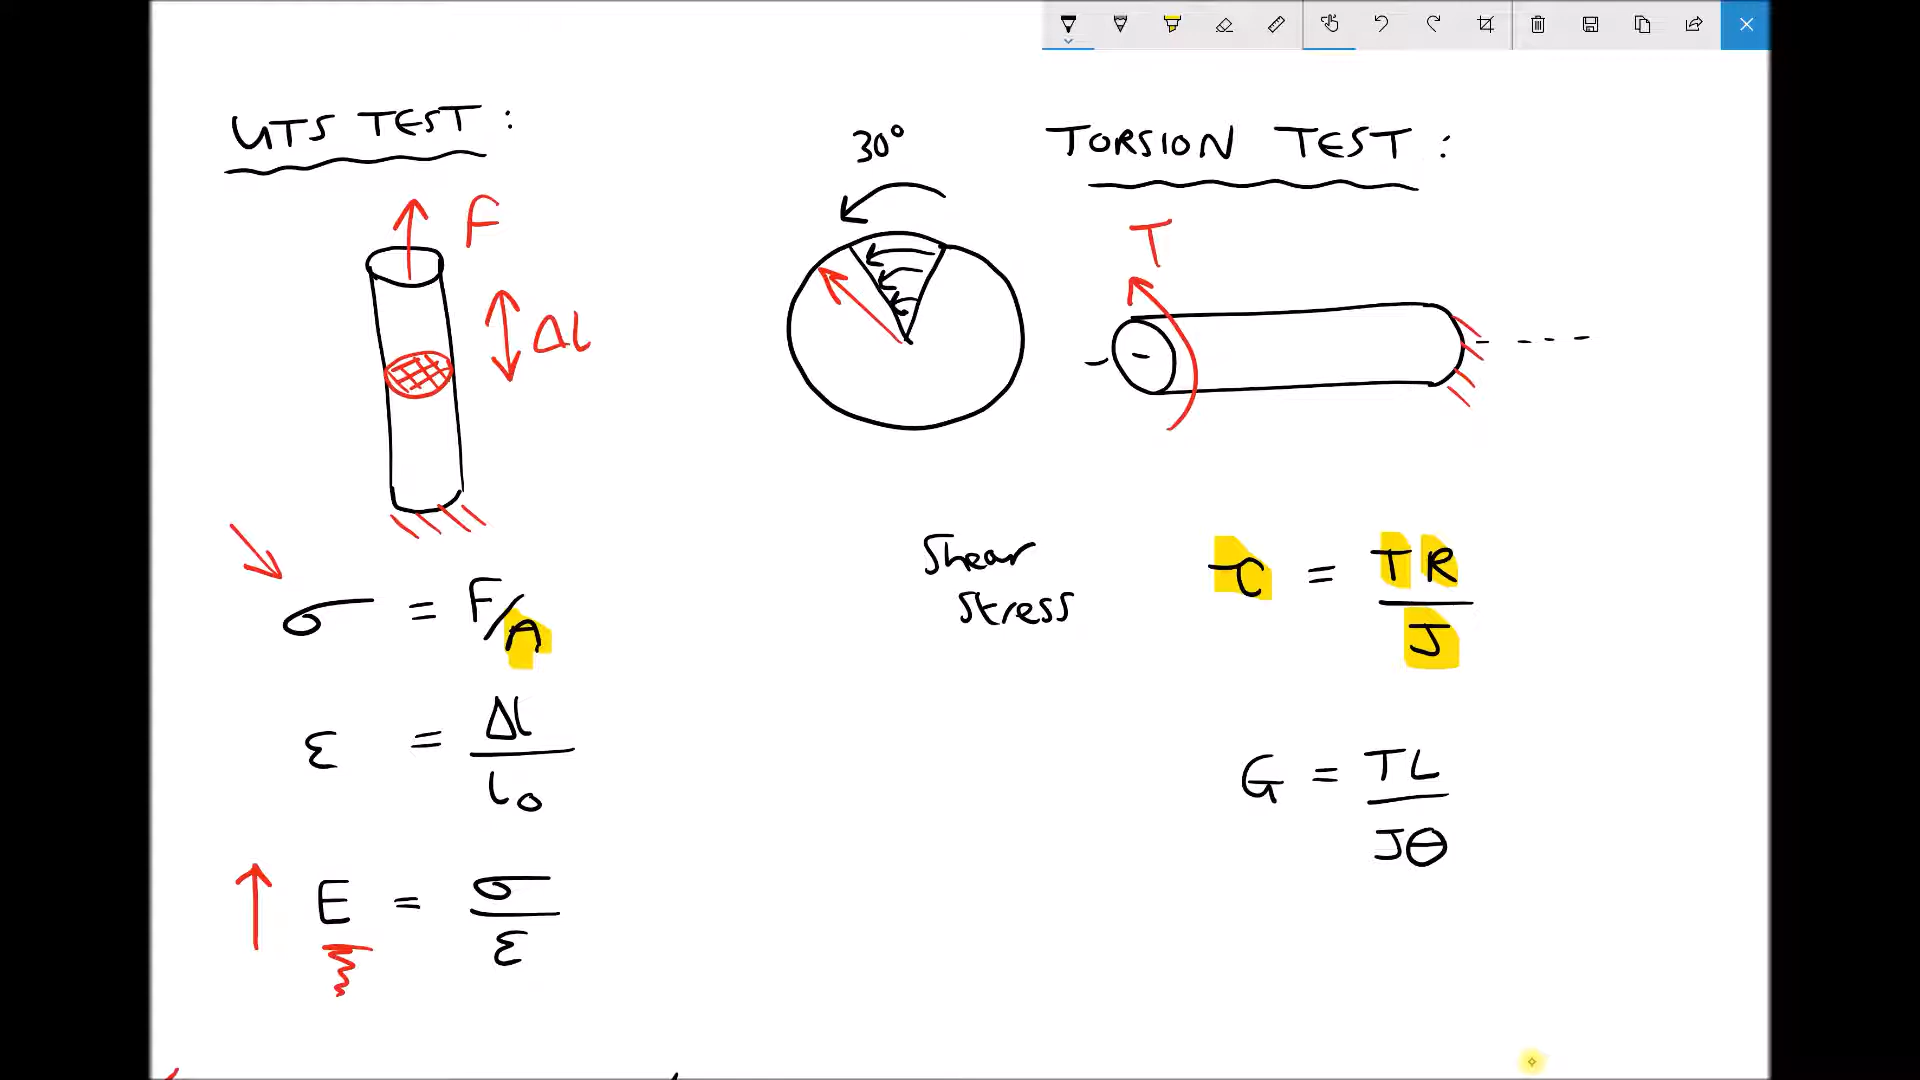 UTS TEST :
F
Δl
σ = F/A
ε = Δl / l₀
E = σ / ε
30°
TORSION TEST :
T
Shear
Stress
τ = TR / J
G = TL / Jθ